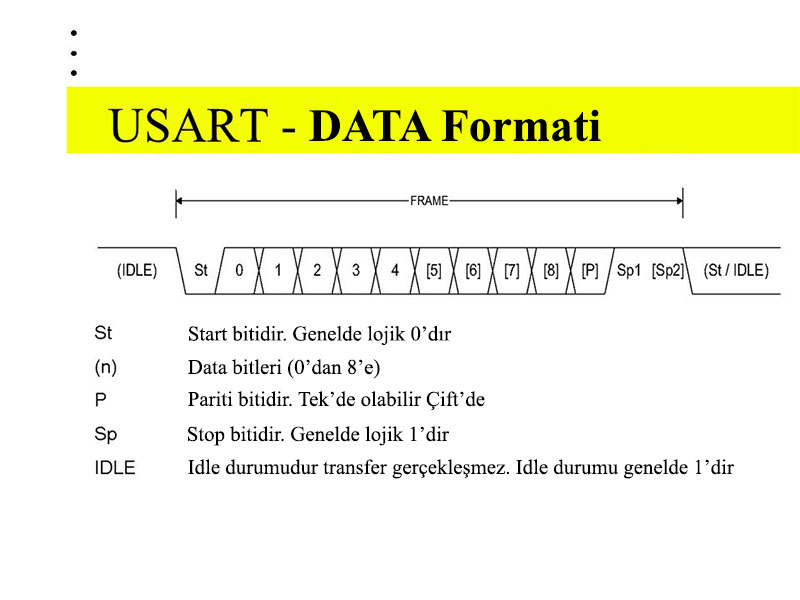 USART - DATA Formati
FRAME
(IDLE) St 0 1 2 3 4 [5] [6] [7] [8] [P] Sp1 [Sp2] (St / IDLE)
St Start bitidir. Genelde lojik 0’dır
(n) Data bitleri (0’dan 8’e)
P Pariti bitidir. Tek’de olabilir Çift’de
Sp Stop bitidir. Genelde lojik 1’dir
IDLE Idle durumudur transfer gerçekleşmez. Idle durumu genelde 1’dir